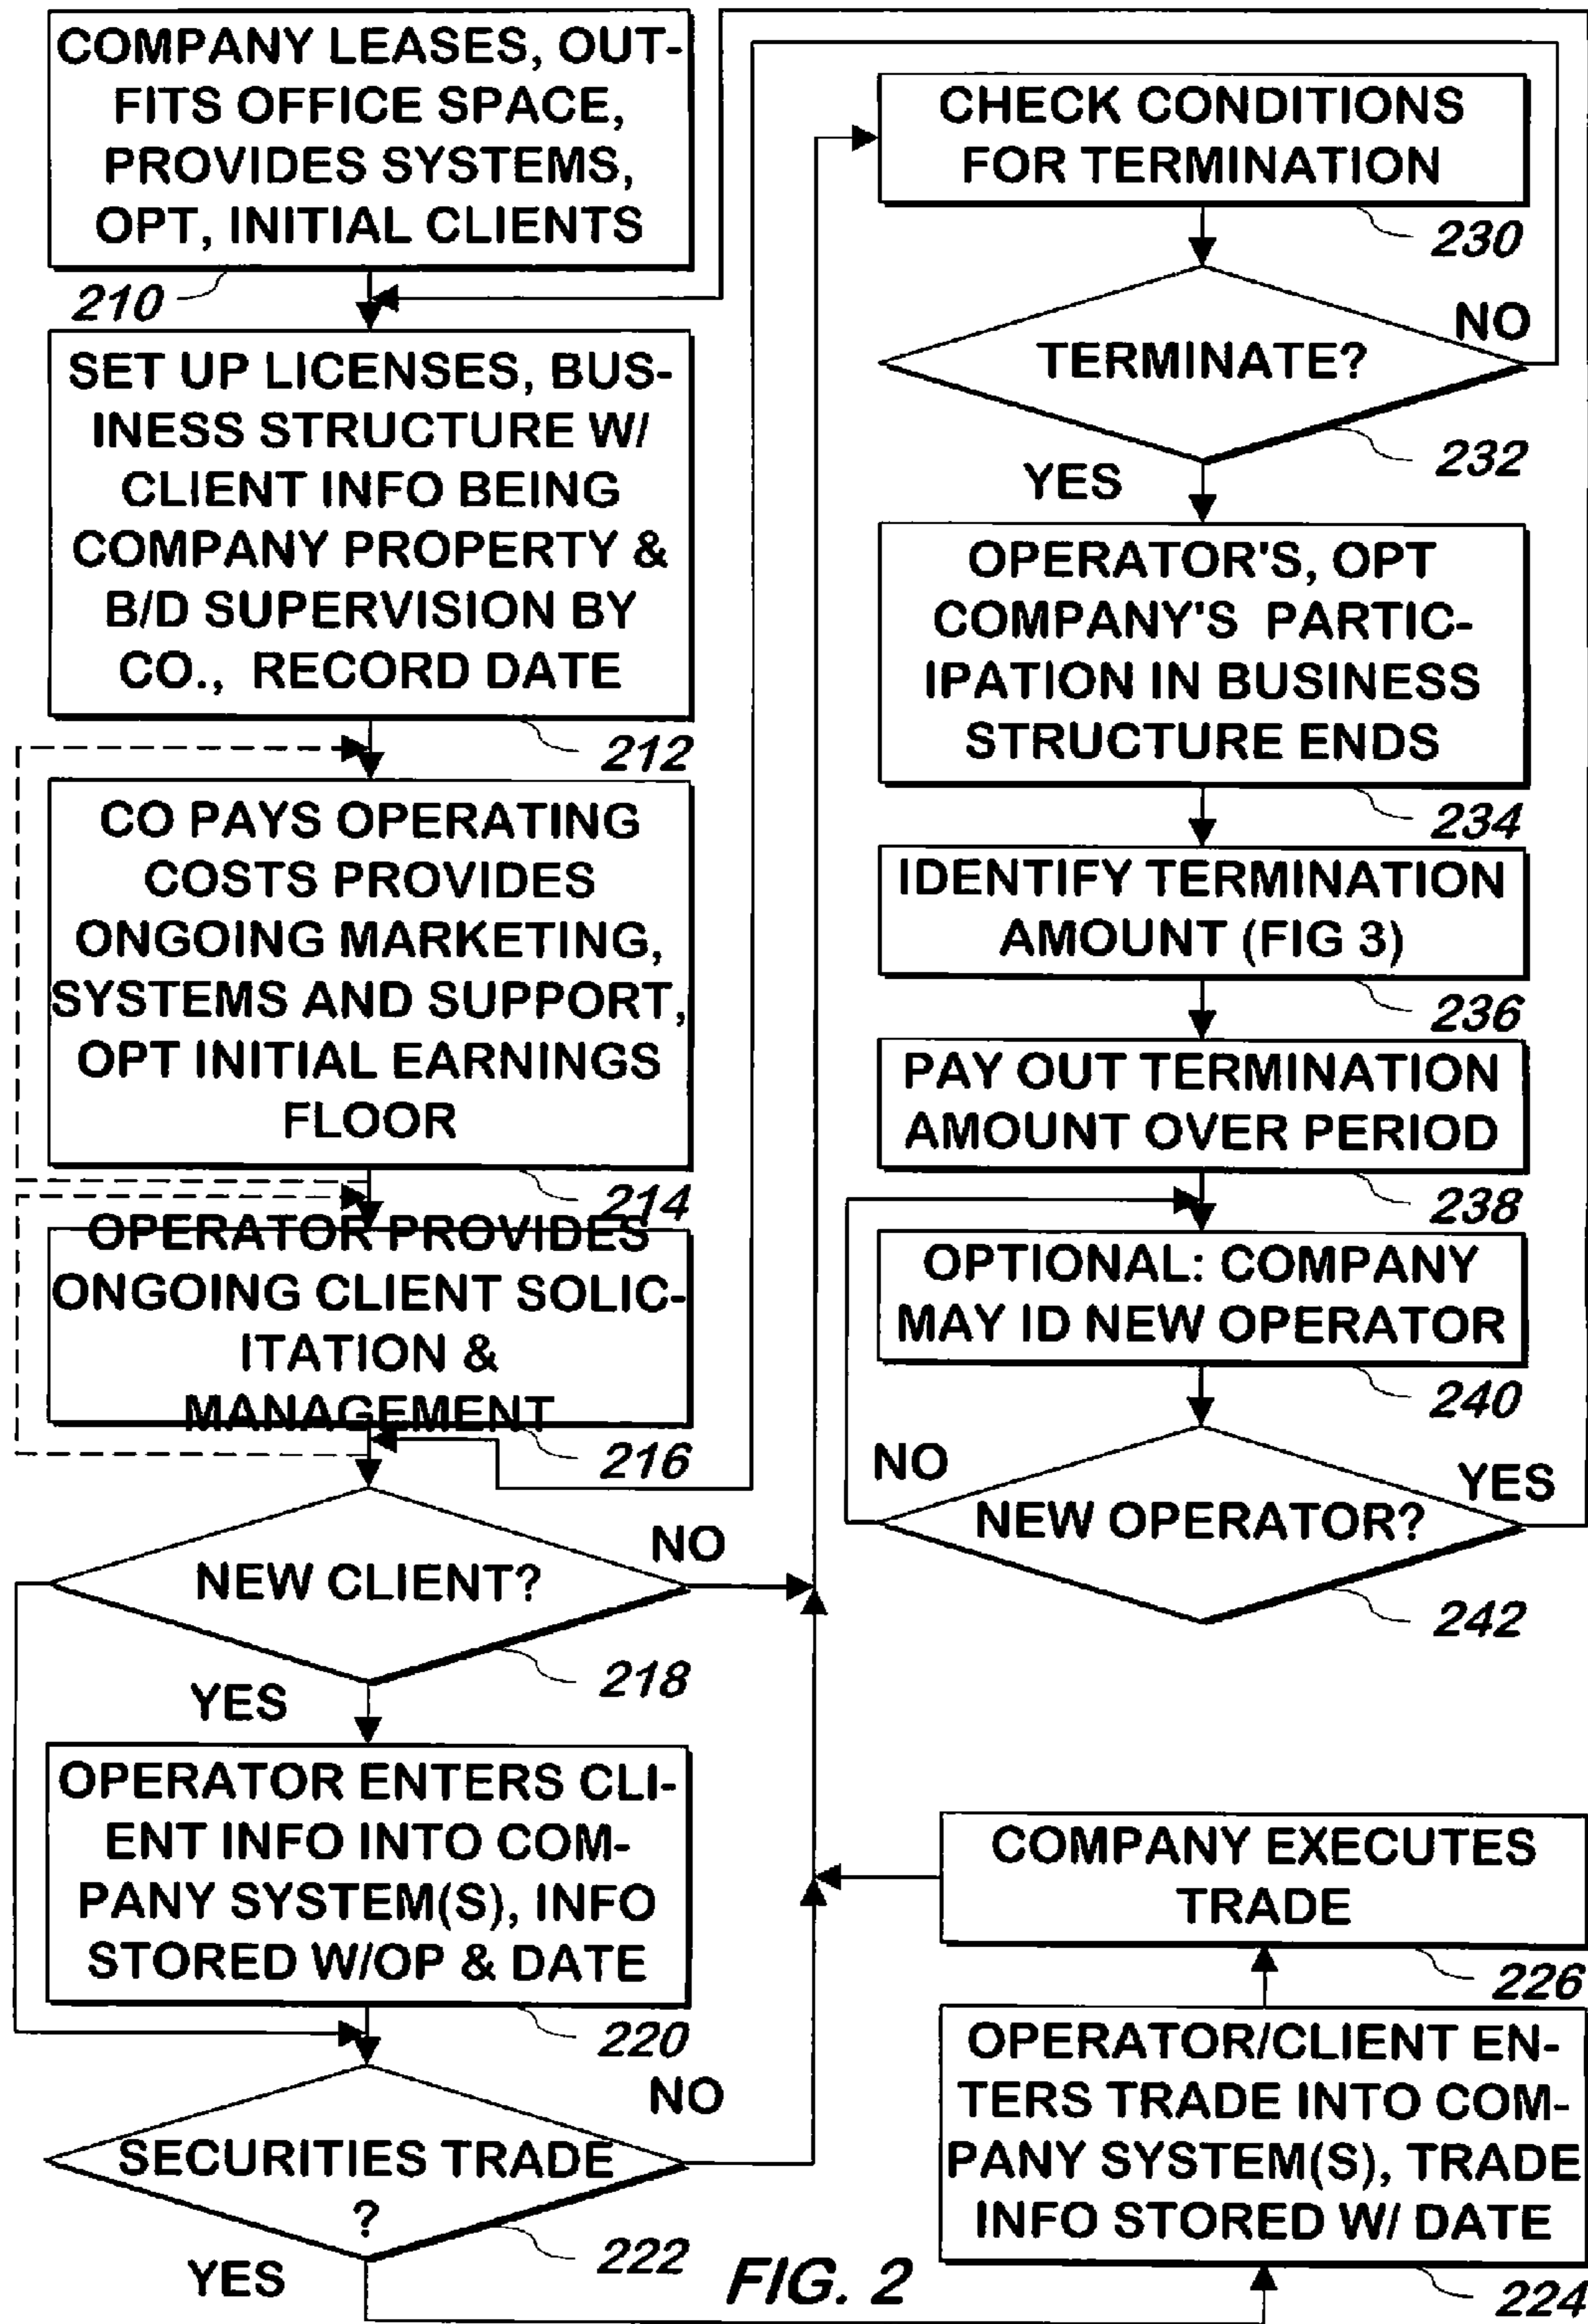 COMPANY LEASES, OUT-
FITS OFFICE SPACE,
PROVIDES SYSTEMS,
OPT, INITIAL CLIENTS
210
SET UP LICENSES, BUS-
INESS STRUCTURE W/
CLIENT INFO BEING
COMPANY PROPERTY &
B/D SUPERVISION BY
CO., RECORD DATE
212
CO PAYS OPERATING
COSTS PROVIDES
ONGOING MARKETING,
SYSTEMS AND SUPPORT,
OPT INITIAL EARNINGS
FLOOR
214
OPERATOR PROVIDES
ONGOING CLIENT SOLIC-
ITATION &
MANAGEMENT
216
NEW CLIENT?
NO
218
YES
OPERATOR ENTERS CLI-
ENT INFO INTO COM-
PANY SYSTEM(S), INFO
STORED W/OP & DATE
220
NO
SECURITIES TRADE
?
222
YES
CHECK CONDITIONS
FOR TERMINATION
230
NO
TERMINATE?
232
YES
OPERATOR'S, OPT
COMPANY'S PARTIC-
IPATION IN BUSINESS
STRUCTURE ENDS
234
IDENTIFY TERMINATION
AMOUNT (FIG 3)
236
PAY OUT TERMINATION
AMOUNT OVER PERIOD
238
OPTIONAL: COMPANY
MAY ID NEW OPERATOR
240
NO
YES
NEW OPERATOR?
242
COMPANY EXECUTES
TRADE
226
OPERATOR/CLIENT EN-
TERS TRADE INTO COM-
PANY SYSTEM(S), TRADE
INFO STORED W/ DATE
224
FIG. 2